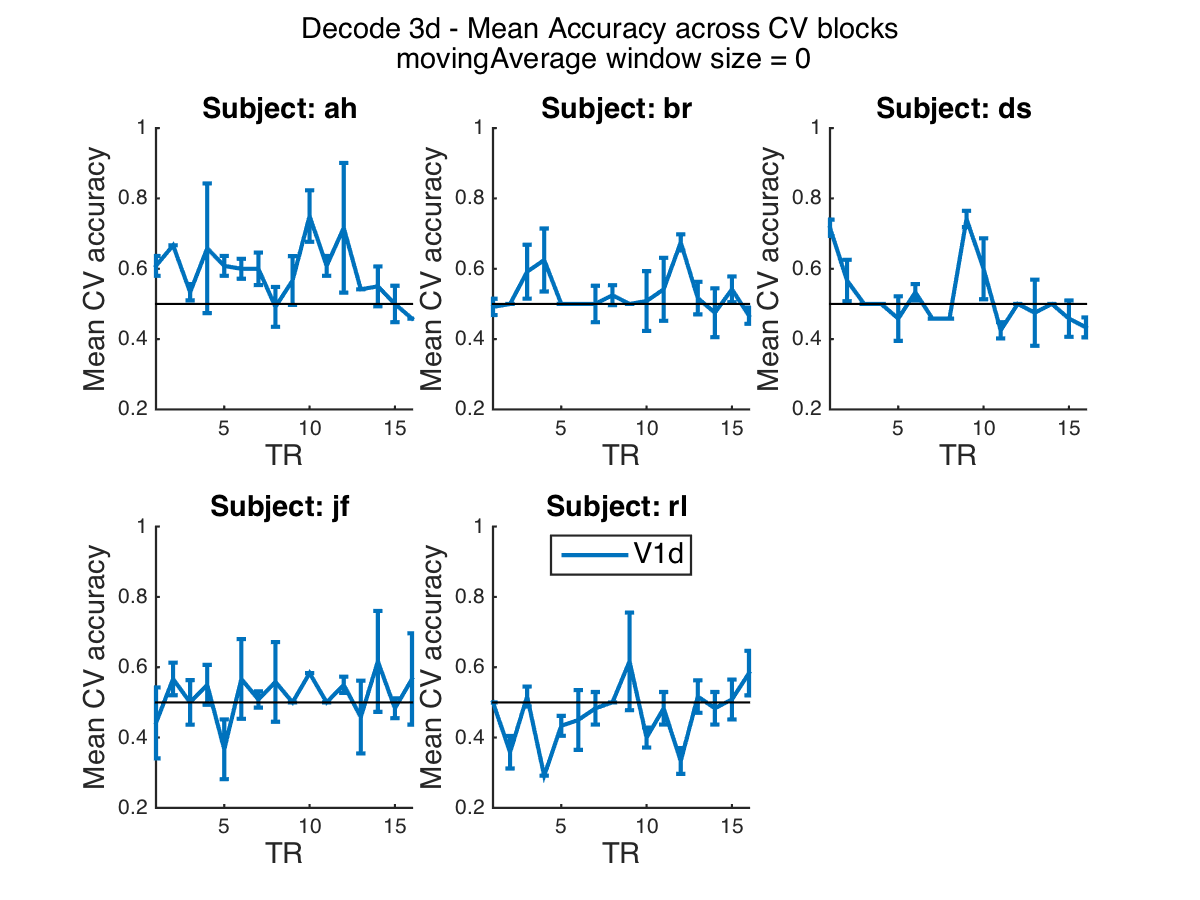 Decode 3d - Mean Accuracy across CV blocks
movingAverage window size = 0
Subject: ah
Mean CV accuracy
1
0.8
0.6
0.4
0.2
5 10 15
TR
Subject: br
Mean CV accuracy
1
0.8
0.6
0.4
0.2
5 10 15
TR
Subject: ds
Mean CV accuracy
1
0.8
0.6
0.4
0.2
5 10 15
TR
Subject: jf
Mean CV accuracy
1
0.8
0.6
0.4
0.2
5 10 15
TR
Subject: rl
V1d
Mean CV accuracy
1
0.8
0.6
0.4
0.2
5 10 15
TR